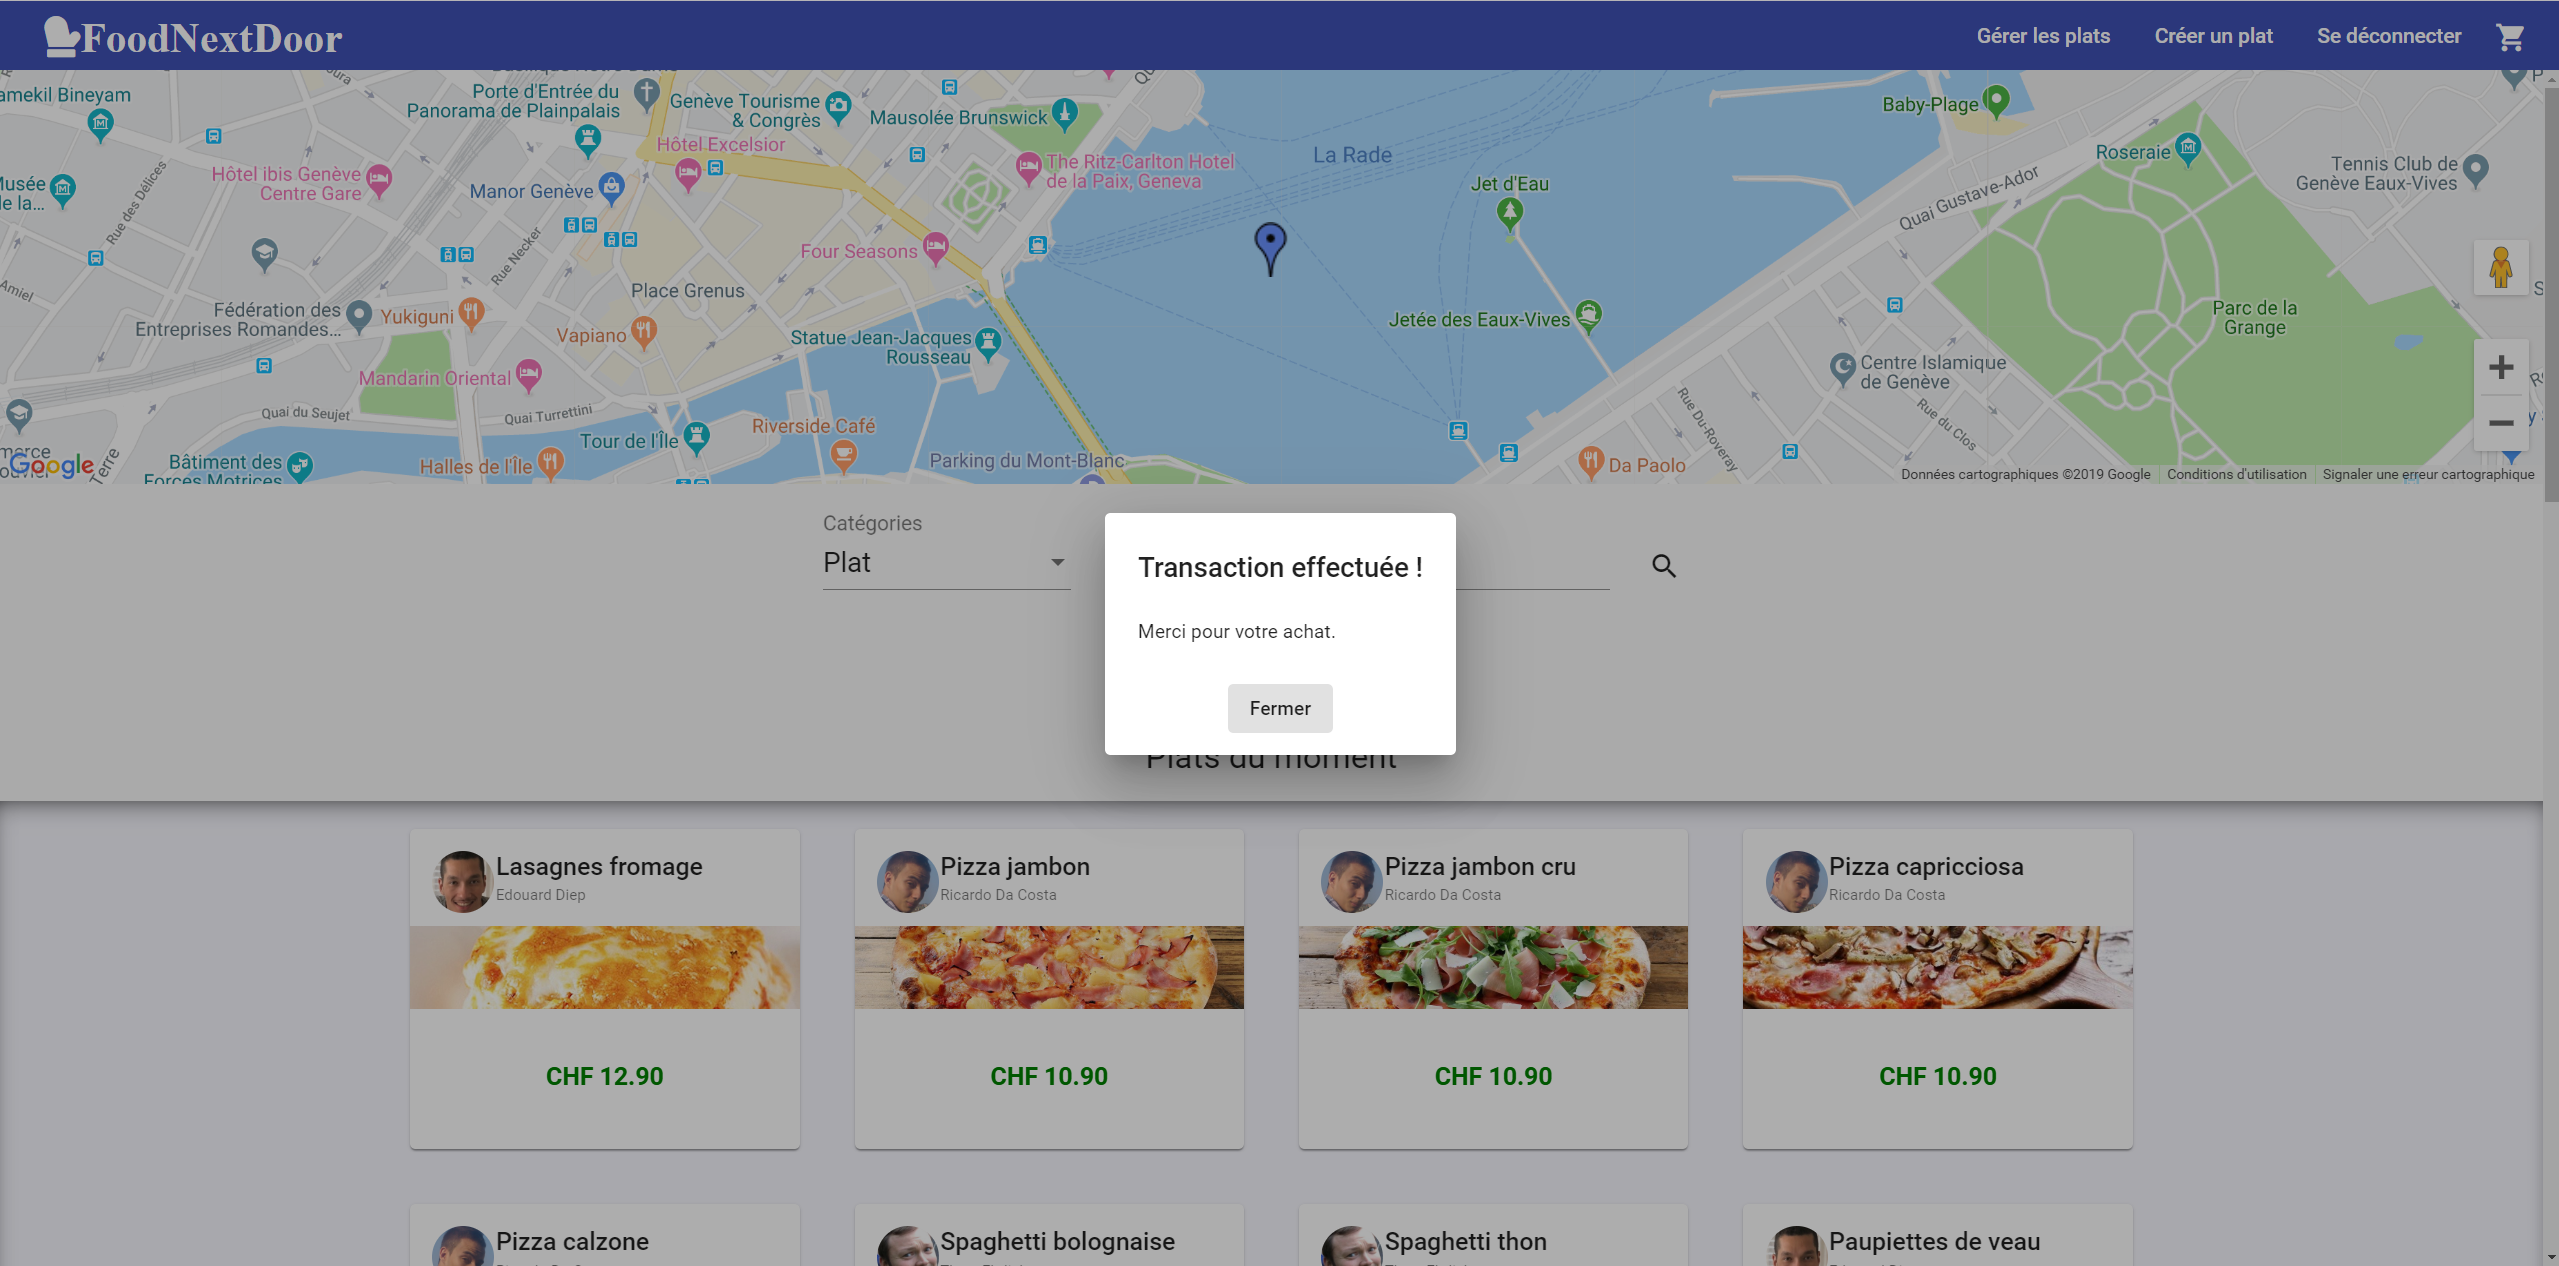 FoodNextDoor
Gérer les plats
Créer un plat
Se déconnecter
amekil Bineyam
Porte d'Entrée du
Panorama de Plainpalais
Genève Tourisme
& Congrès
Mausolée Brunswick
Baby-Plage
Hôtel Excelsior
La Rade
Roseraie
Tennis Club de
Genève Eaux-Vives
Hôtel ibis Genève
Centre Gare
Manor Genève
The Ritz-Carlton Hotel
de la Paix, Geneva
Jet d'Eau
Musée
de la...
Rue des Délices
Quai Gustave-Ador
Rue Necker
Four Seasons
Amiel
Place Grenus
Fédération des
Entreprises Romandes...
Yukiguni
Vapiano
Statue Jean-Jacques
Rousseau
Jetée des Eaux-Vives
Parc de la
Grange
Mandarin Oriental
Centre Islamique
de Genève
Quai du Seujet
Quai Turrettini
Rue Du-Roveray
Rue du Clos
Tour de l'Île
Riverside Café
Google
Terre
Bâtiment des
Forces Motrices
Halles de l'Île
Parking du Mont-Blanc
Da Paolo
Données cartographiques ©2019 Google
Conditions d'utilisation
Signaler une erreur cartographique
Catégories
Plat
Transaction effectuée !
Merci pour votre achat.
Fermer
Plats du moment
Lasagnes fromage
Edouard Diep
CHF 12.90
Pizza jambon
Ricardo Da Costa
CHF 10.90
Pizza jambon cru
Ricardo Da Costa
CHF 10.90
Pizza capricciosa
Ricardo Da Costa
CHF 10.90
Pizza calzone
Spaghetti bolognaise
Spaghetti thon
Paupiettes de veau